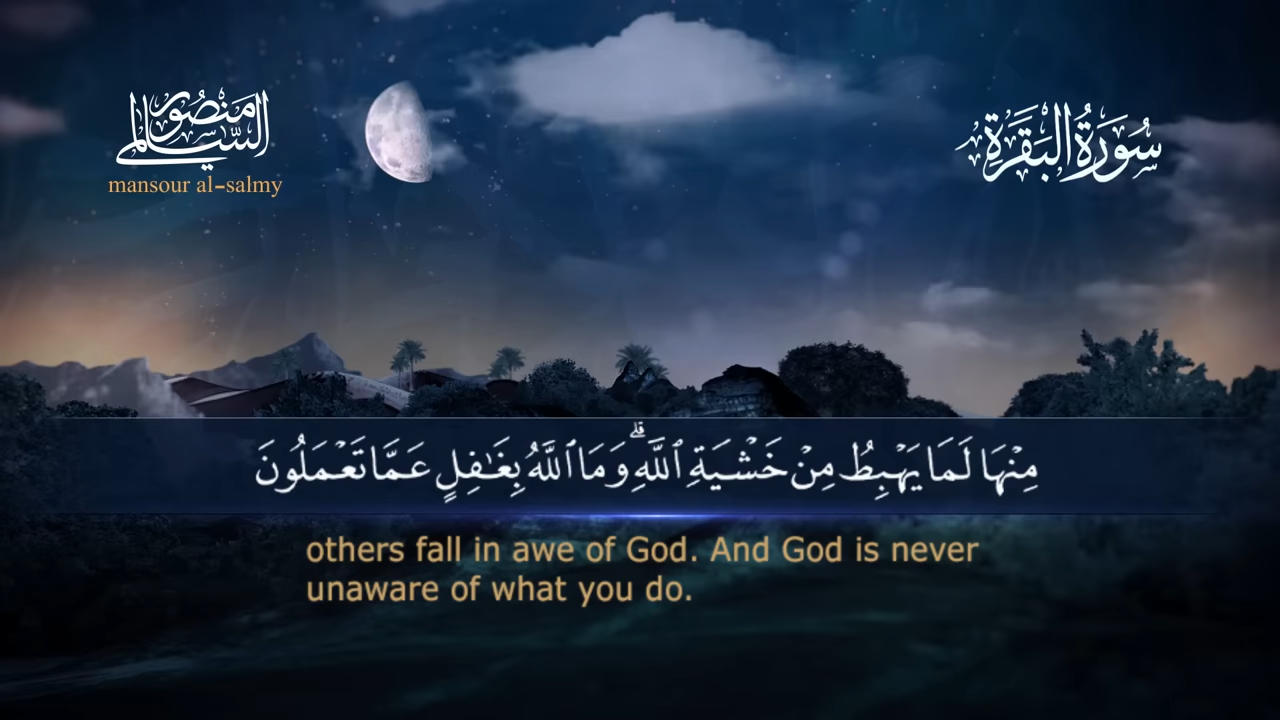 منصور
السالمي
mansour al-salmy
سُورَةُ البَقَرَةِ
مِنْهَا لَمَا يَهْبِطُ مِنْ خَشْيَةِ ٱللَّهِ ۗ وَمَا ٱللَّهُ بِغَـٰفِلٍ عَمَّا تَعْمَلُونَ
others fall in awe of God. And God is never
unaware of what you do.